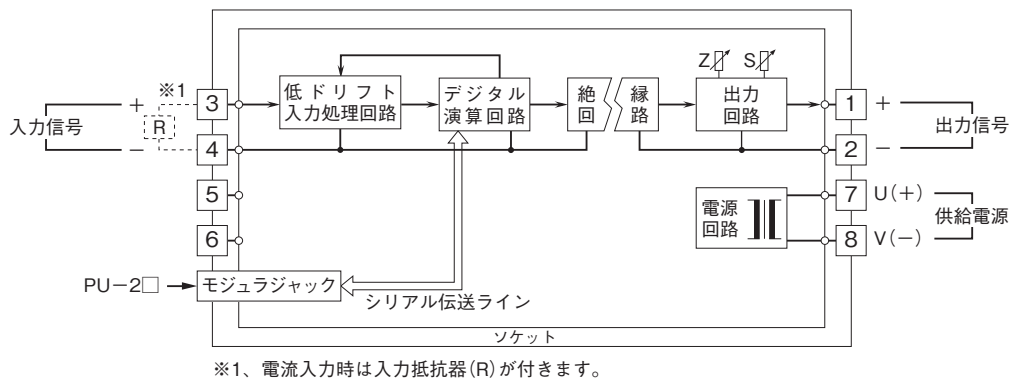 ※1
入力信号
+
R
−
3
4
5
6
低ドリフト
入力処理回路
デジタル
演算回路
絶 縁
回 路
Z
S
出力
回路
1
+
2
−
出力信号
電源
回路
7
U(+)
8
V(−)
供給電源
PU−2□
モジュラジャック
シリアル伝送ライン
ソケット
※1、電流入力時は入力抵抗器(R)が付きます。